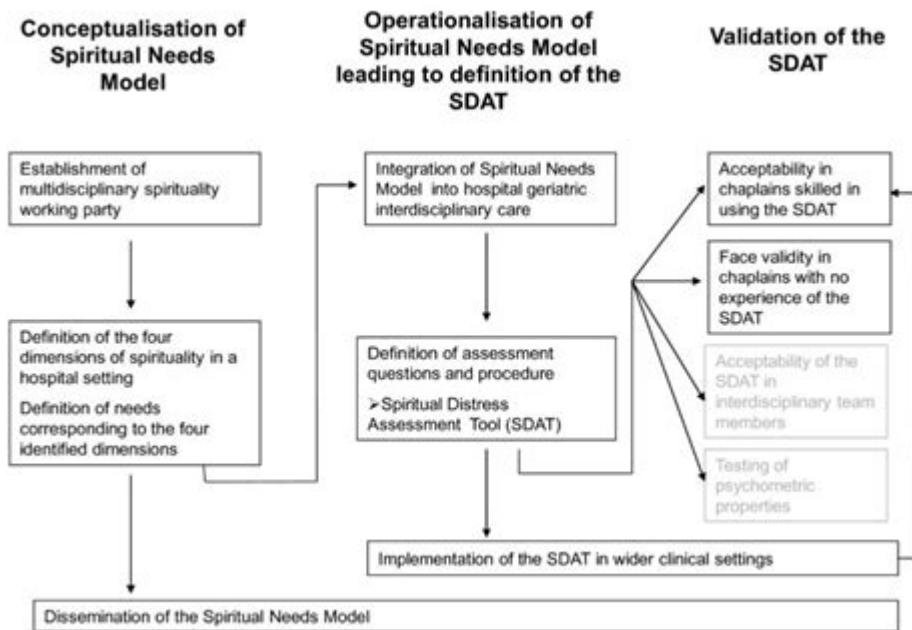 Conceptualisation of
Spiritual Needs
Model
Operationalisation of
Spiritual Needs Model
leading to definition of the
SDAT
Validation of the
SDAT
Establishment of
multidisciplinary spirituality
working party
Definition of the four
dimensions of spirituality in a
hospital setting
Definition of needs
corresponding to the four
identified dimensions
Integration of Spiritual Needs
Model into hospital geriatric
interdisciplinary care
Definition of assessment
questions and procedure
➢Spiritual Distress
Assessment Tool (SDAT)
Acceptability in
chaplains skilled in
using the SDAT
Face validity in
chaplains with no
experience of the
SDAT
Acceptability of the
SDAT in
interdisciplinary team
members
Testing of
psychometric
properties
Implementation of the SDAT in wider clinical settings
Dissemination of the Spiritual Needs Model